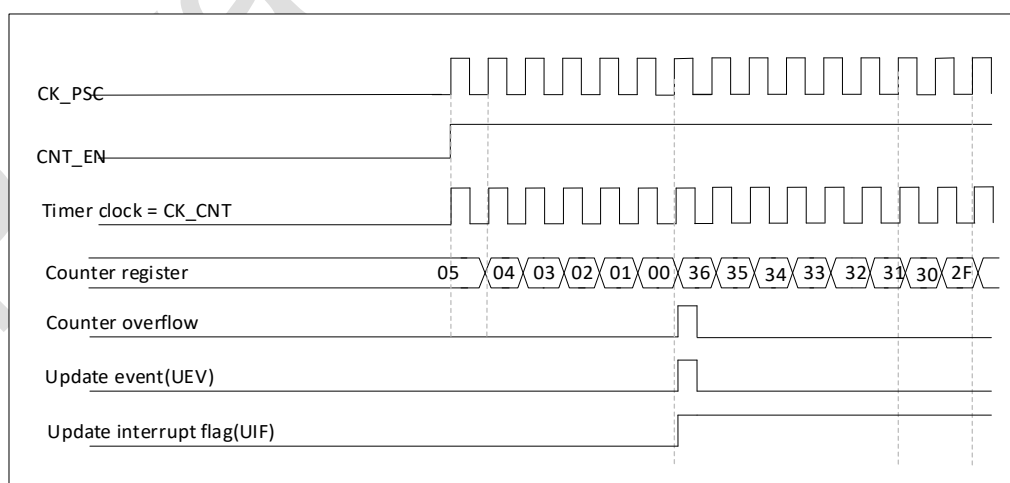 CK_PSC
CNT_EN
Timer clock = CK_CNT
Counter register 05 04 03 02 01 00 36 35 34 33 32 31 30 2F
Counter overflow
Update event(UEV)
Update interrupt flag(UIF)